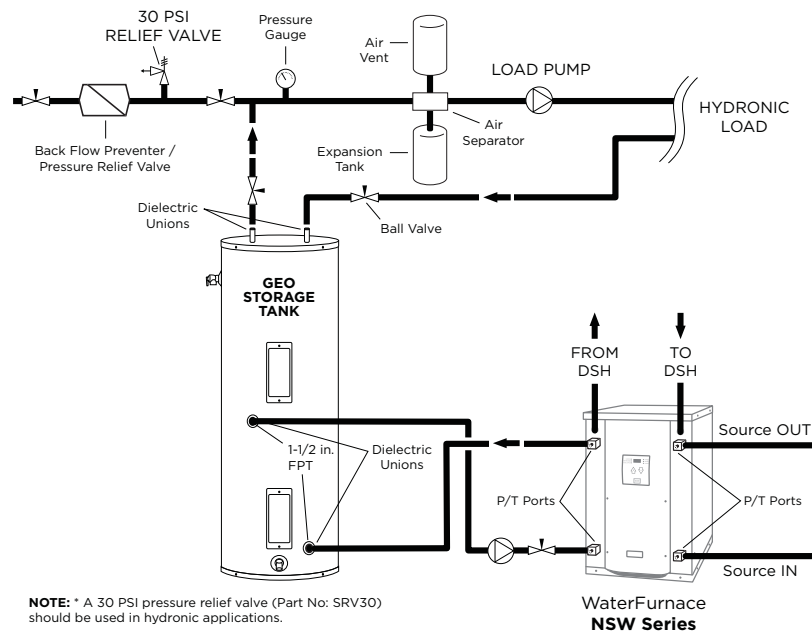 30 PSI
RELIEF VALVE
Pressure
Gauge
Air
Vent
LOAD PUMP
HYDRONIC
LOAD
Back Flow Preventer /
Pressure Relief Valve
Expansion
Tank
Air
Separator
Dielectric
Unions
Ball Valve
GEO
STORAGE
TANK
FROM
DSH
TO
DSH
Source OUT
1-1/2 in.
FPT
Dielectric
Unions
P/T Ports
P/T Ports
Source IN
NOTE: * A 30 PSI pressure relief valve (Part No: SRV30)
should be used in hydronic applications.
WaterFurnace
NSW Series